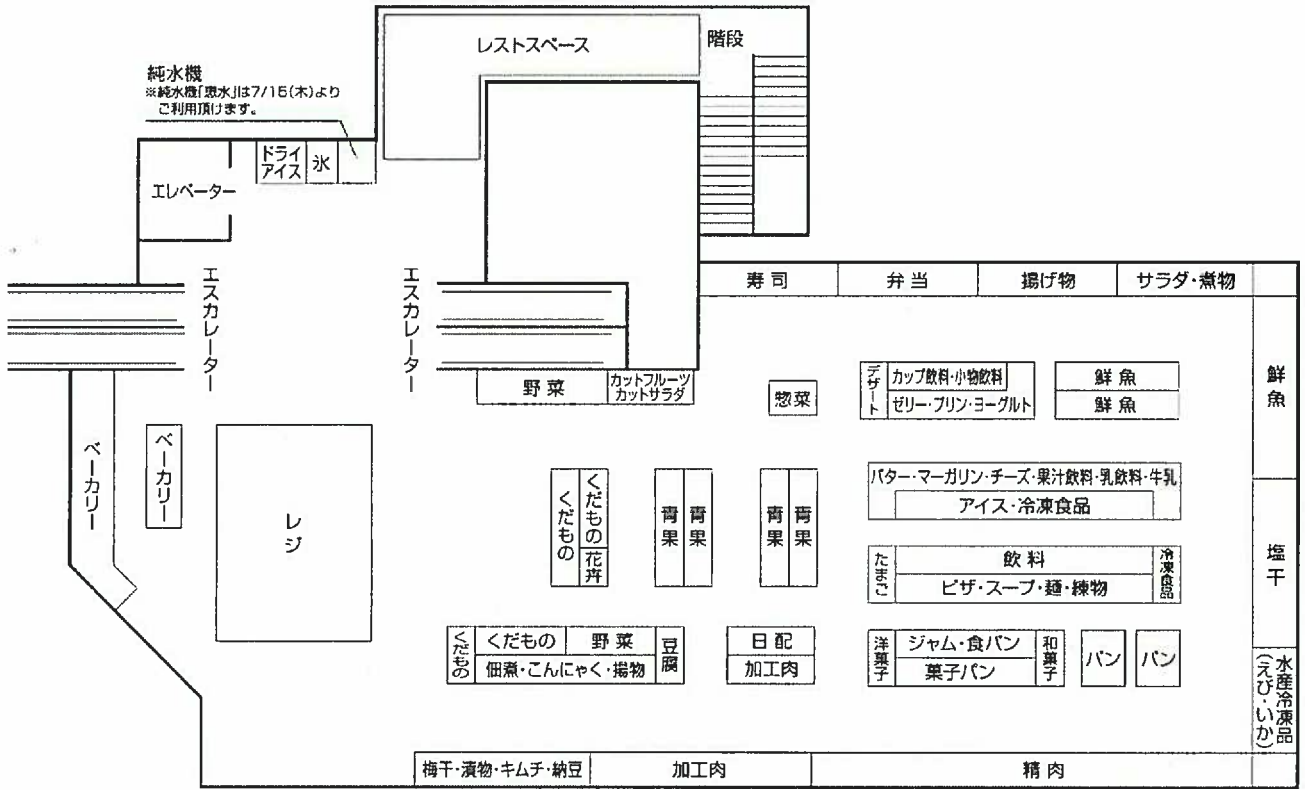 レストスペース
階段
純水機
※純水機「恵水」は7/15(木)より
ご利用頂けます。
ドライ
アイス
氷
エレベーター
エスカレーター
エスカレーター
寿司
弁当
揚げ物
サラダ・煮物
鮮魚
塩干
水産冷凍品
(えび・いか)
野菜
カットフルーツ
カットサラダ
惣菜
デザート
カップ飲料・小物飲料
ゼリー・プリン・ヨーグルト
鮮魚
鮮魚
ベーカリー
ベーカリー
レジ
くだもの
くだもの
花卉
青果
青果
青果
青果
バター・マーガリン・チーズ・果汁飲料・乳飲料・牛乳
アイス・冷凍食品
たまご
飲料
ピザ・スープ・麺・練物
冷凍食品
くだもの
くだもの
野菜
佃煮・こんにゃく・揚物
豆腐
日配
加工肉
洋菓子
ジャム・食パン
菓子パン
和菓子
パン
パン
梅干・漬物・キムチ・納豆
加工肉
精肉